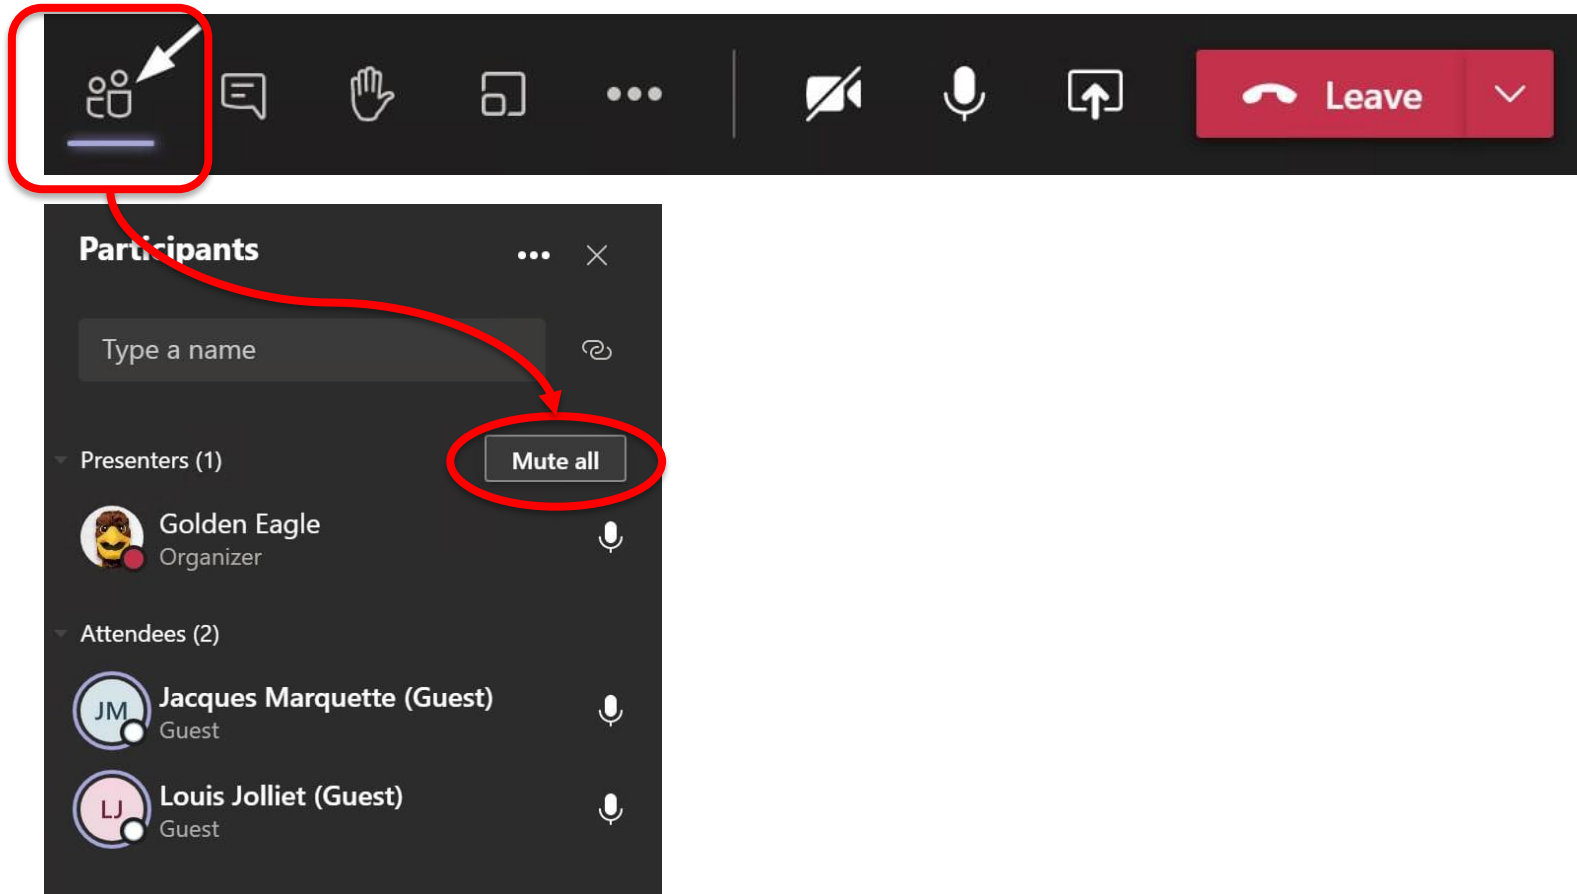 Leave
Participants
Type a name
Presenters (1)
Mute all
Golden Eagle
Organizer
Attendees (2)
JM
Jacques Marquette (Guest)
Guest
LJ
Louis Jolliet (Guest)
Guest